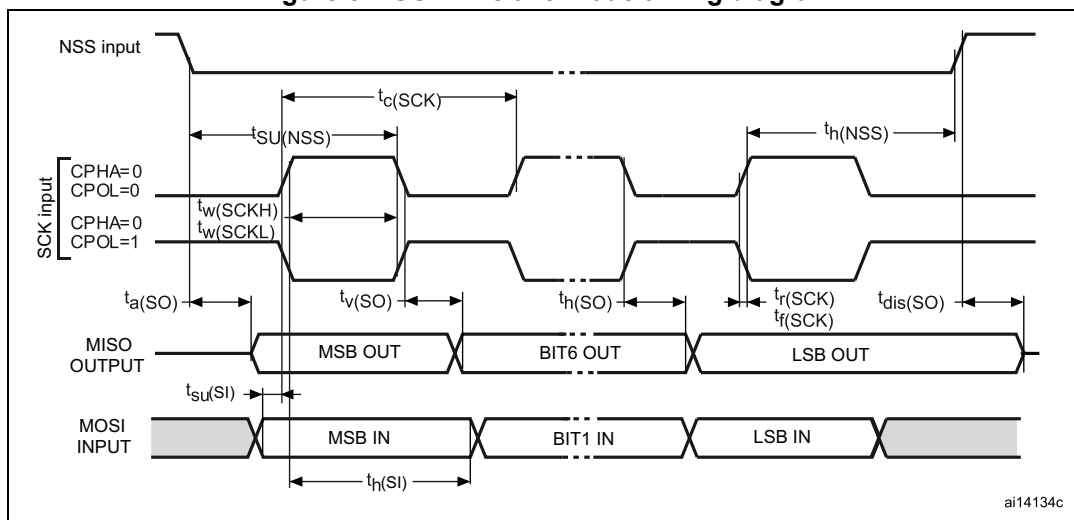 NSS input
tc(SCK)
tSU(NSS)
th(NSS)
SCK input
CPHA=0
CPOL=0
tw(SCKH)
CPHA=0
tw(SCKL)
CPOL=1
ta(SO)
tv(SO)
th(SO)
tr(SCK)
tf(SCK)
tdis(SO)
MISO
OUTPUT
MSB OUT
BIT6 OUT
LSB OUT
tsu(SI)
MOSI
INPUT
MSB IN
BIT1 IN
LSB IN
th(SI)
ai14134c